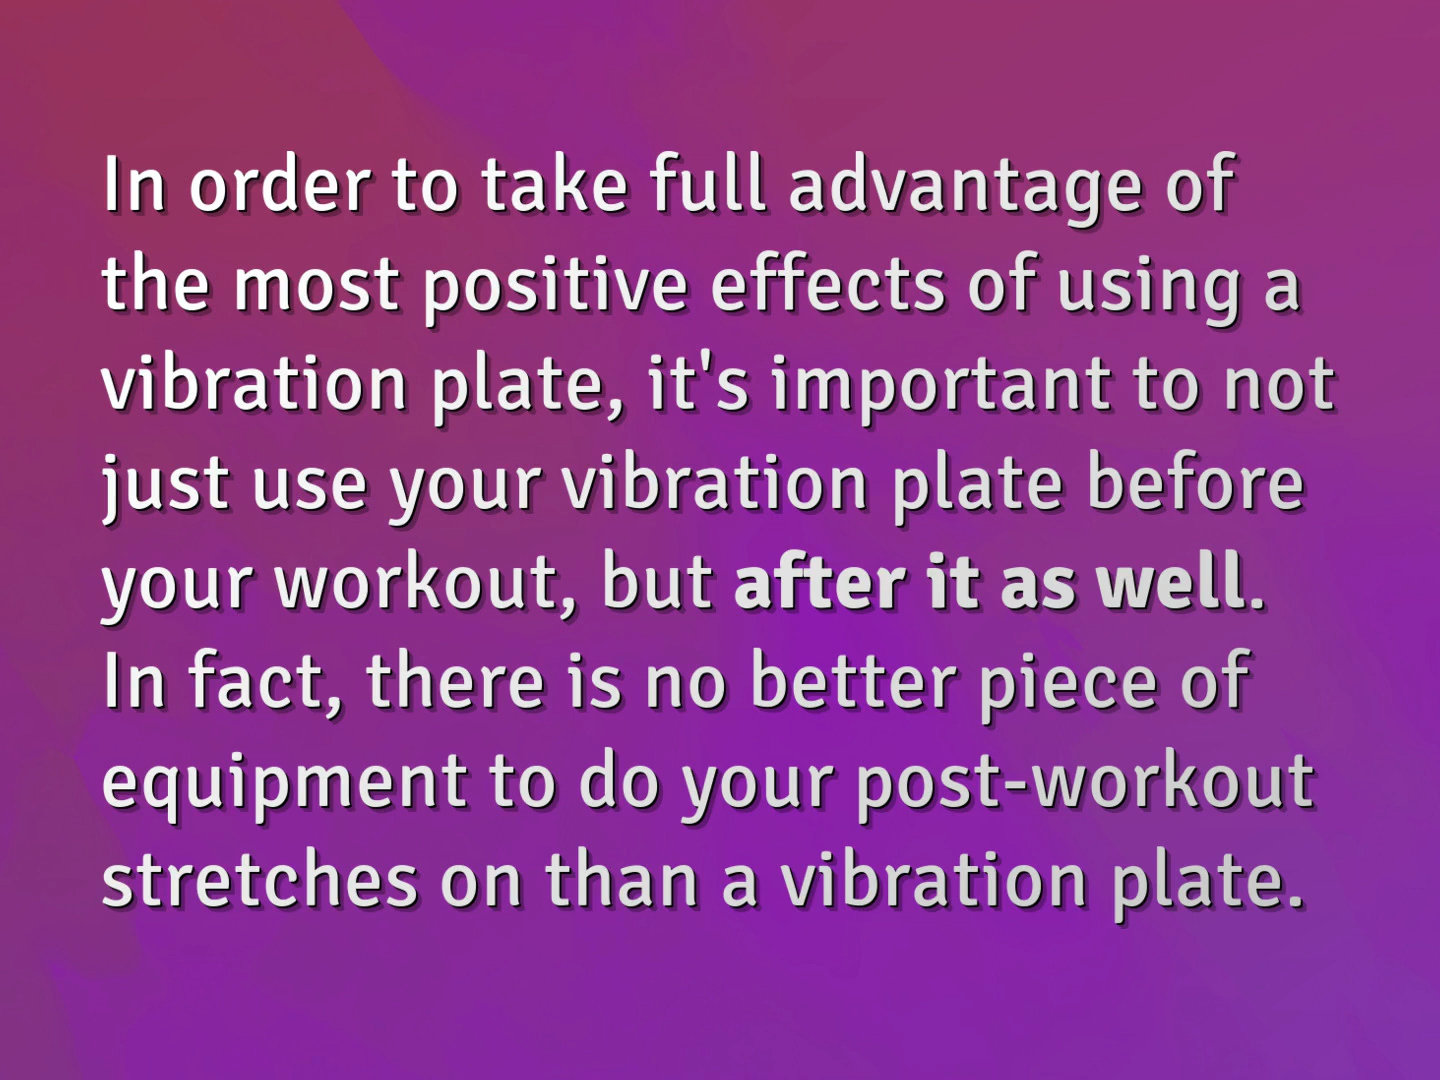 In order to take full advantage of
the most positive effects of using a
vibration plate, it's important to not
just use your vibration plate before
your workout, but after it as well.
In fact, there is no better piece of
equipment to do your post-workout
stretches on than a vibration plate.